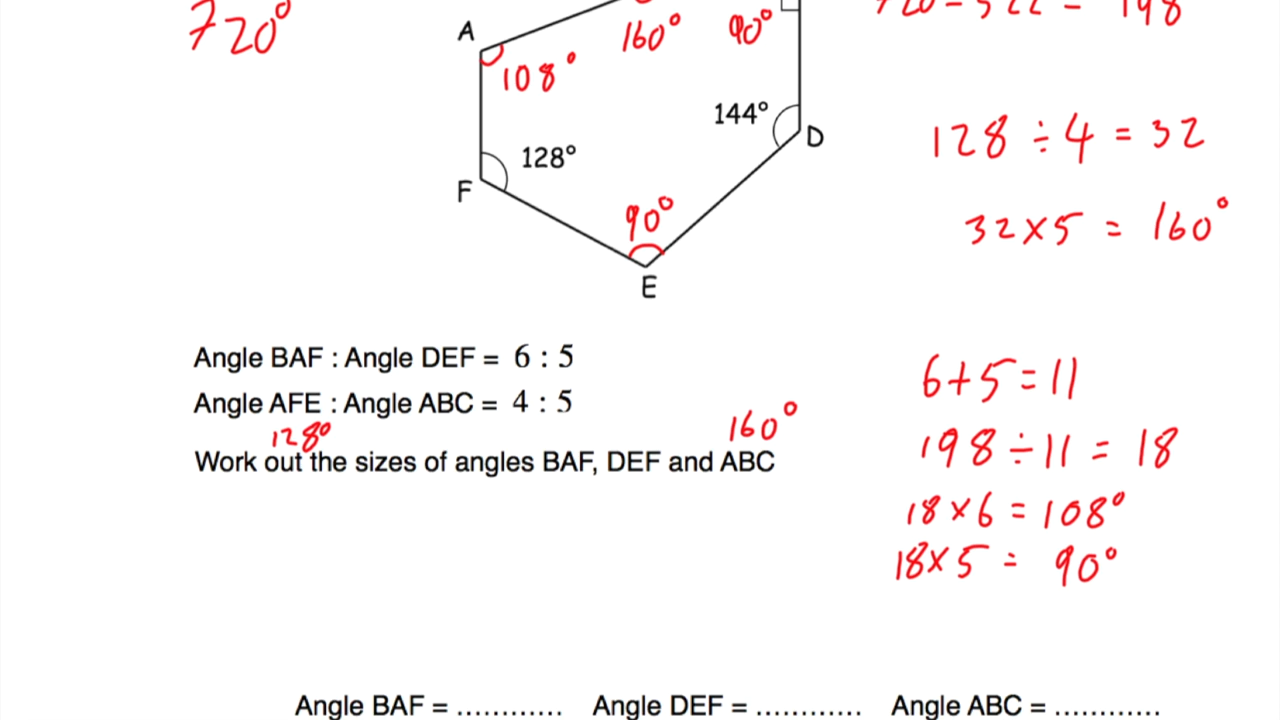 720°
720 - 522 = 198
A
160°
90°
108°
144°
D
128 ÷ 4 = 32
128°
F
90°
32 × 5 = 160°
E
Angle BAF : Angle DEF = 6 : 5
6 + 5 = 11
Angle AFE : Angle ABC = 4 : 5
128°
160°
198 ÷ 11 = 18
Work out the sizes of angles BAF, DEF and ABC
18 × 6 = 108°
18 × 5 = 90°
Angle BAF = ............ Angle DEF = ............ Angle ABC = ............